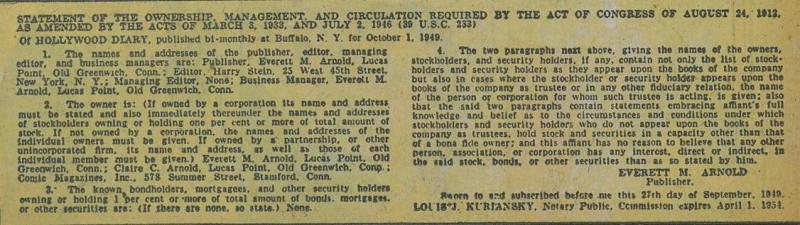 STATEMENT OF THE OWNERSHIP, MANAGEMENT, AND CIRCULATION REQUIRED BY THE ACT OF CONGRESS OF AUGUST 24, 1912,
AS AMENDED BY THE ACTS OF MARCH 3, 1933, AND JULY 2, 1946 (39 U.S.C. 233)
Of HOLLYWOOD DIARY, published bi-monthly at Buffalo, N. Y. for October 1, 1949.
1. The names and addresses of the publisher, editor, managing
editor, and business managers are: Publisher, Everett M. Arnold, Lucas
Point, Old Greenwich, Conn.; Editor, Harry Stein, 25 West 45th Street,
New York, N. Y.; Managing Editor, None; Business Manager, Everett M.
Arnold, Lucas Point, Old Greenwich, Conn.
2. The owner is: (If owned by a corporation its name and address
must be stated and also immediately thereunder the names and addresses
of stockholders owning or holding one per cent or more of total amount of
stock. If not owned by a corporation, the names and addresses of the
individual owners must be given. If owned by a partnership, or other
unincorporated firm, its name and address, as well as those of each
individual member must be given.) Everett M. Arnold, Lucas Point, Old
Greenwich, Conn.; Claire C. Arnold, Lucas Point, Old Greenwich, Conn.;
Comic Magazines, Inc., 578 Summer Street, Stamford, Conn.
3. The known bondholders, mortgagees, and other security holders
owning or holding 1 per cent or more of total amount of bonds, mortgages,
or other securities are: (If there are none, so state.) None.
4. The two paragraphs next above, giving the names of the owners,
stockholders, and security holders, if any, contain not only the list of stock-
holders and security holders as they appear upon the books of the company
but also in cases where the stockholder or security holder appears upon the
books of the company as trustee or in any other fiduciary relation, the name
of the person or corporation for whom such trustee is acting, is given; also
that the said two paragraphs contain statements embracing affiant's full
knowledge and belief as to the circumstances and conditions under which
stockholders and security holders who do not appear upon the books of the
company as trustees, hold stock and securities in a capacity other than that
of a bona fide owner; and this affiant has no reason to believe that any other
person, association, or corporation has any interest, direct or indirect, in
the said stock, bonds, or other securities than as so stated by him.
EVERETT M. ARNOLD
Publisher.
Sworn to and subscribed before me this 27th day of September, 1949.
LOUIS J. KURIANSKY, Notary Public, Commission expires April 1, 1954.